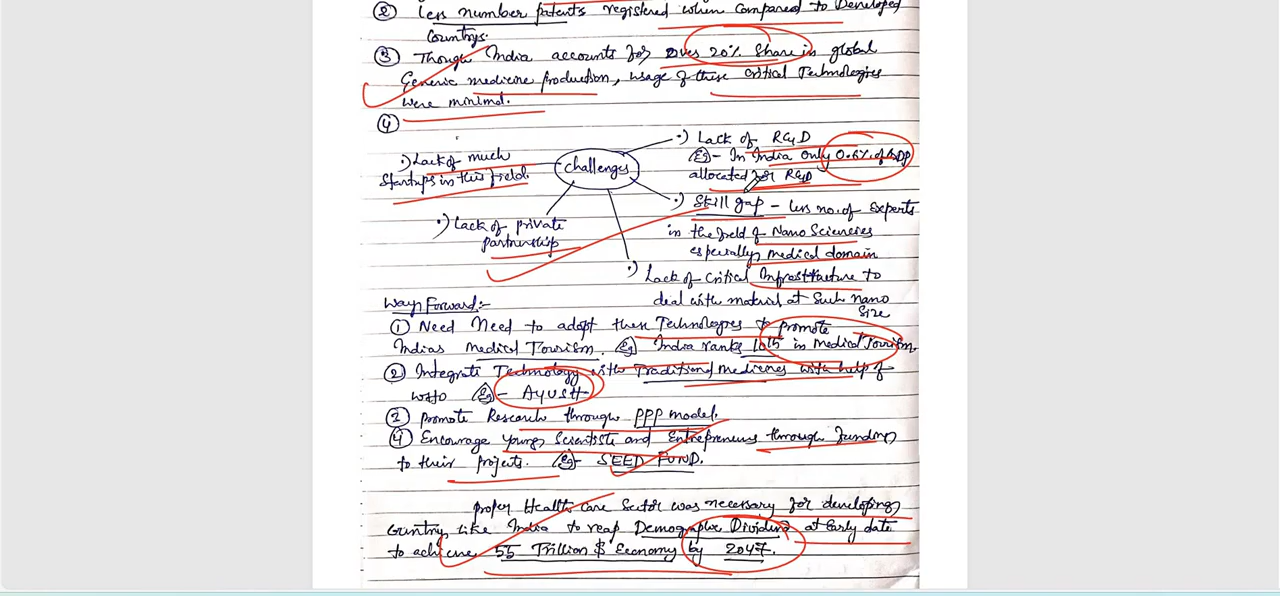 ② Less number patents registered when compared to Developed
Countrys.
③ Though India accounts for over 20% Share in global
Generic medicine production, usage of these critical Technologies
were minimal.
④
challenges
·) Lack of R&D
Eg - In India only 0.6% of GDP
allocated for R&D
·) Skill gap - less no. of Experts
in the field of Nano Sciencies
especially medical domain
·) Lack of critical Infrastructure to
deal with material at such nano
size
·) Lack of private
partnership
·) Lack of much
Startups in this field.
Way Forward:-
① Need Need to adopt these Technologies to promote
Indias Medical Tourism. Eg India ranks 10th in Medical Tourism.
② Integrate Technology with Traditional medicines with help of
WHO Eg - AYUSH
③ Promote Research through PPP model.
④ Encourage young Scientists and Entrepreneurs through funding
to their projects. Eg - SEED FUND.
proper Health care Sector was necessary for developing
Country like India to reap Demographic Dividend at early date
to achieve 55 Trillion $ Economy by 2047.